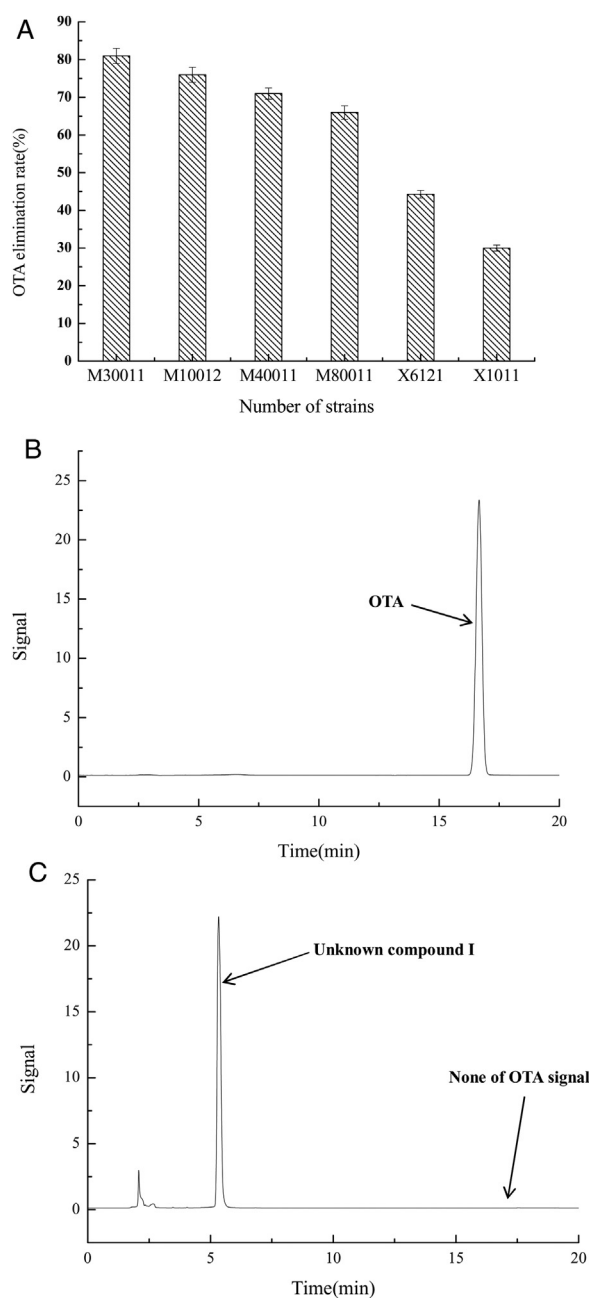 A
90
80
70
60
50
40
30
20
10
0
OTA elimination rate(%)
M30011 M10012 M40011 M80011 X6121 X1011
Number of strains
B
25
20
15
10
5
0
Signal
OTA
0 5 10 15 20
Time(min)
C
25
20
15
10
5
0
Signal
Unknown compound I
None of OTA signal
0 5 10 15 20
Time(min)